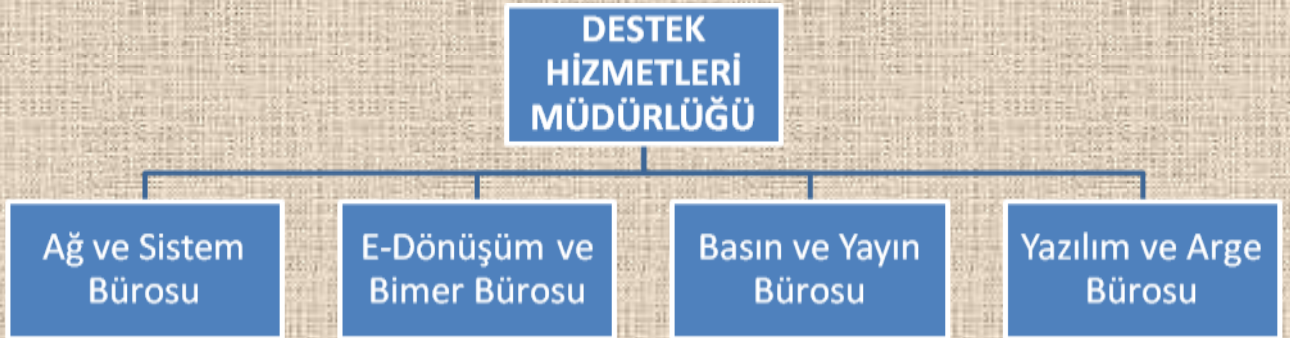 DESTEK
HİZMETLERİ
MÜDÜRLÜĞÜ
Ağ ve Sistem
Bürosu
E-Dönüşüm ve
Bimer Bürosu
Basın ve Yayın
Bürosu
Yazılım ve Arge
Bürosu